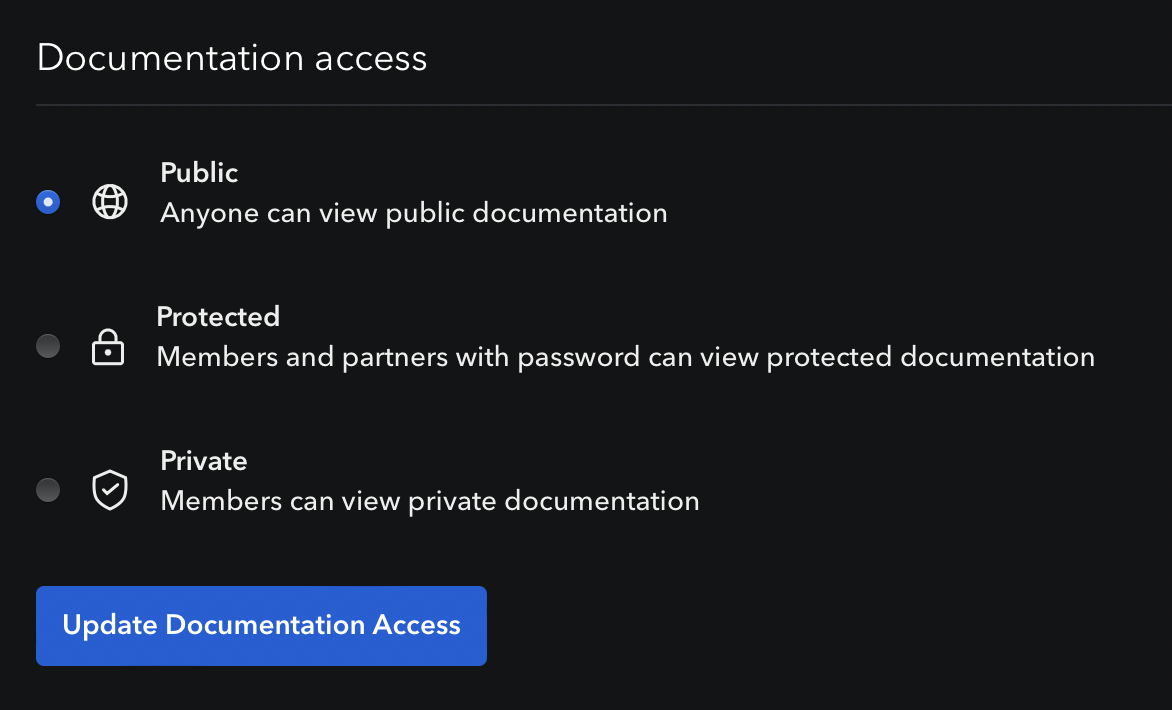 Documentation access
Public
Anyone can view public documentation
Protected
Members and partners with password can view protected documentation
Private
Members can view private documentation
Update Documentation Access